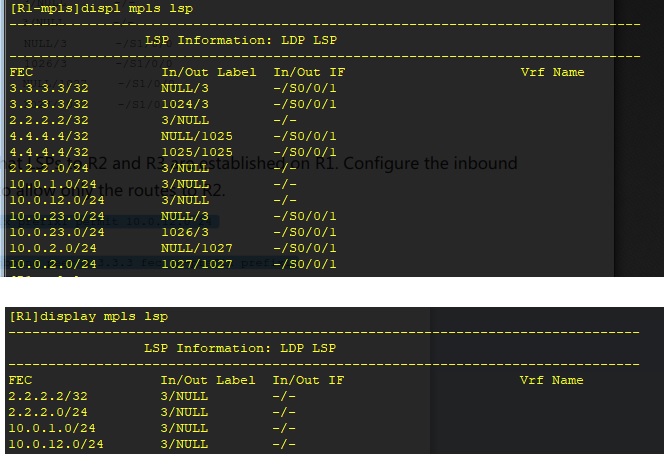 [R1-mpls]displ mpls lsp
----------------------------------------------------------------------
LSP Information: LDP LSP
----------------------------------------------------------------------
FEC In/Out Label In/Out IF Vrf Name
3.3.3.3/32 NULL/3 -/S0/0/1
3.3.3.3/32 1024/3 -/S0/0/1
2.2.2.2/32 3/NULL -/-
4.4.4.4/32 NULL/1025 -/S0/0/1
4.4.4.4/32 1025/1025 -/S0/0/1
LSPs to R2 and R3 are established on R1. Configure the inbound
2.2.2.0/24 3/NULL -/-
10.0.1.0/24 3/NULL -/-
allow only the routes to R2.
10.0.12.0/24 3/NULL -/-
10.0.23.0/24 NULL/3 -/S0/0/1
10.0.23.0/24 1026/3 -/S0/0/1
10.0.2.0/24 NULL/1027 -/S0/0/1
10.0.2.0/24 1027/1027 -/S0/0/1
[R1]display mpls lsp
----------------------------------------------------------------------
LSP Information: LDP LSP
----------------------------------------------------------------------
FEC In/Out Label In/Out IF Vrf Name
2.2.2.2/32 3/NULL -/-
2.2.2.0/24 3/NULL -/-
10.0.1.0/24 3/NULL -/-
10.0.12.0/24 3/NULL -/-